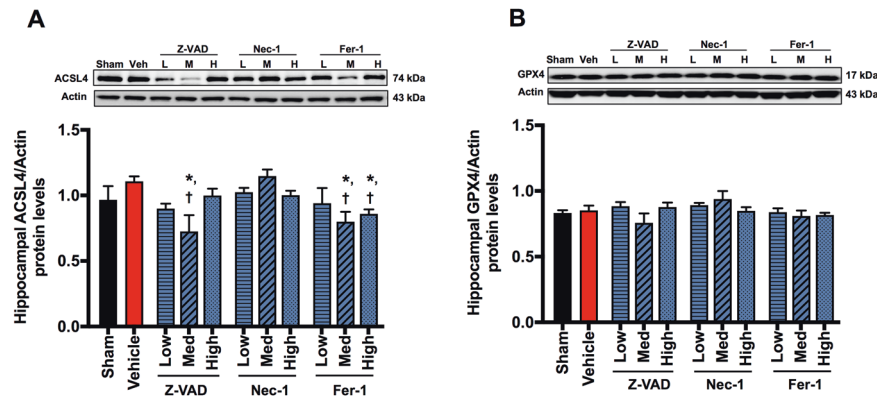 A
Z-VAD Nec-1 Fer-1
Sham Veh L M H L M H L M H
ACSL4 74 kDa
Actin 43 kDa
Hippocampal ACSL4/Actin
protein levels
1.5
1.0
0.5
0.0
*, † *, † *, †
Sham Vehicle Low Med High Low Med High Low Med High
Z-VAD Nec-1 Fer-1
B
Z-VAD Nec-1 Fer-1
Sham Veh L M H L M H L M H
GPX4 17 kDa
Actin 43 kDa
Hippocampal GPX4/Actin
protein levels
1.5
1.0
0.5
0.0
Sham Vehicle Low Med High Low Med High Low Med High
Z-VAD Nec-1 Fer-1